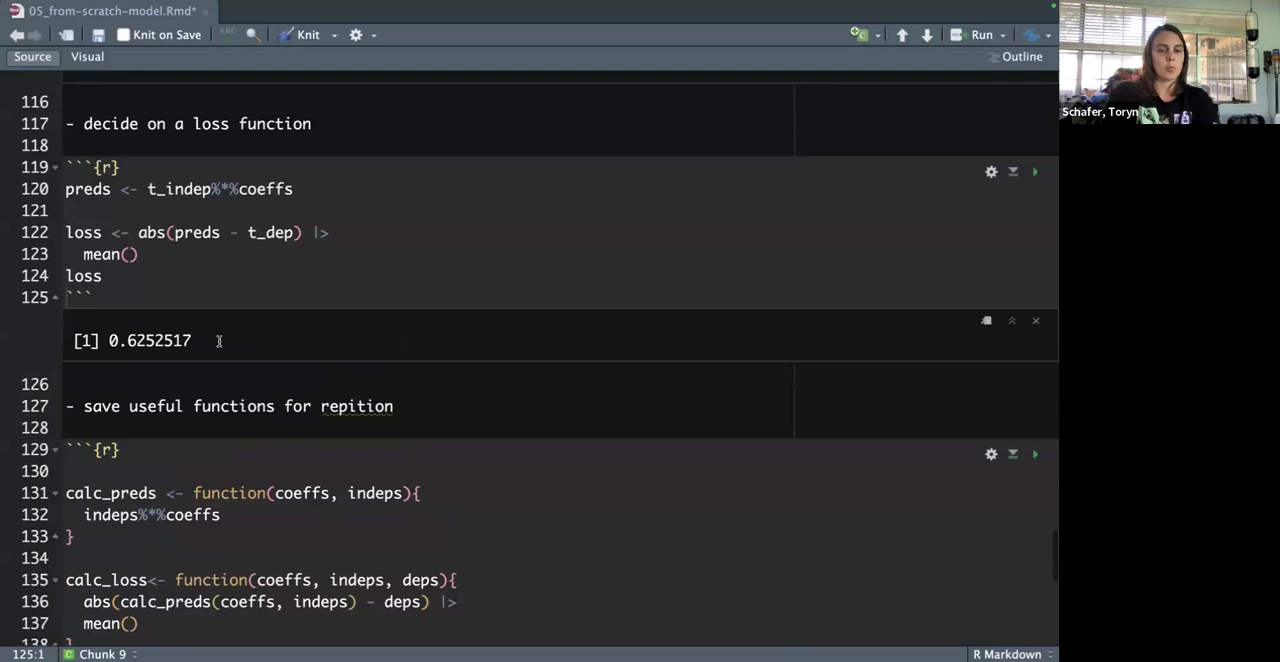 05_from-scratch-model.Rmd*
Knit on Save
ABC
Knit
Run
Source
Visual
Outline
116
117 - decide on a loss function
118
119 ```{r}
120 preds <- t_indep%*%coeffs
121
122 loss <- abs(preds - t_dep) |>
123 mean()
124 loss
125 ```
[1] 0.6252517
126
127 - save useful functions for repition
128
129 ```{r}
130
131 calc_preds <- function(coeffs, indeps){
132 indeps%*%coeffs
133 }
134
135 calc_loss<- function(coeffs, indeps, deps){
136 abs(calc_preds(coeffs, indeps) - deps) |>
137 mean()
138 }
125:1
Chunk 9
R Markdown
Schafer, Toryn